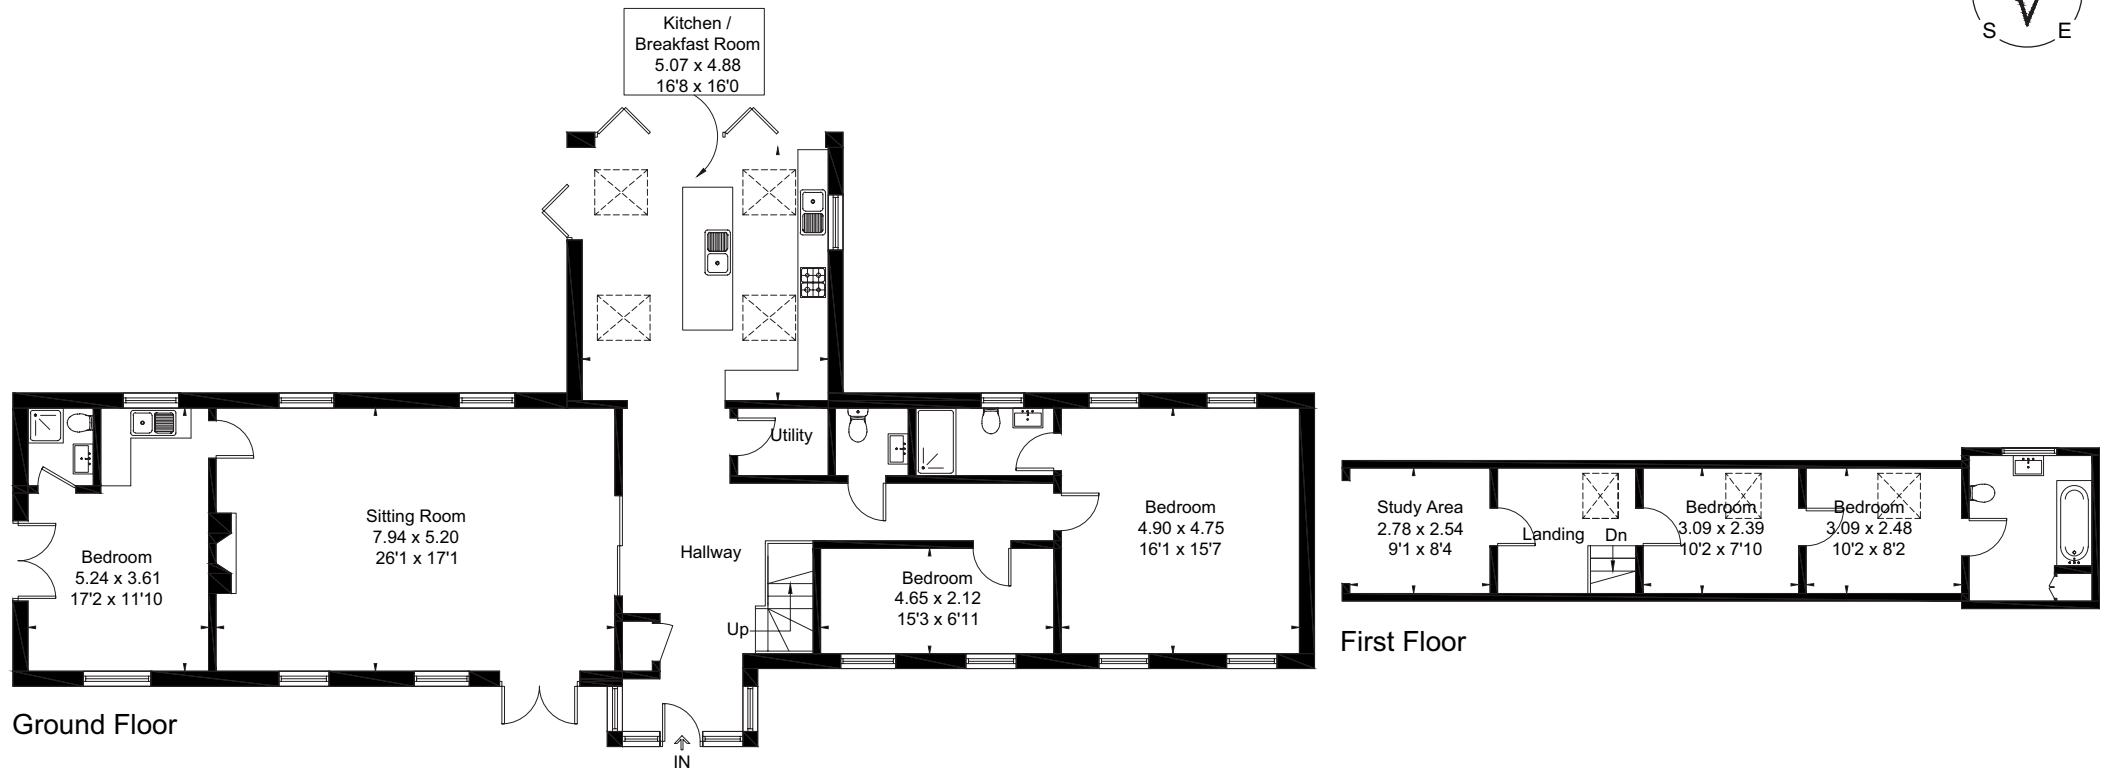 Kitchen /
Breakfast Room
5.07 x 4.88
16'8 x 16'0
S
E
Utility
Sitting Room
7.94 x 5.20
26'1 x 17'1
Bedroom
5.24 x 3.61
17'2 x 11'10
Hallway
Up
Bedroom
4.65 x 2.12
15'3 x 6'11
Bedroom
4.90 x 4.75
16'1 x 15'7
IN
Ground Floor
Study Area
2.78 x 2.54
9'1 x 8'4
Landing
Dn
Bedroom
3.09 x 2.39
10'2 x 7'10
Bedroom
3.09 x 2.48
10'2 x 8'2
First Floor